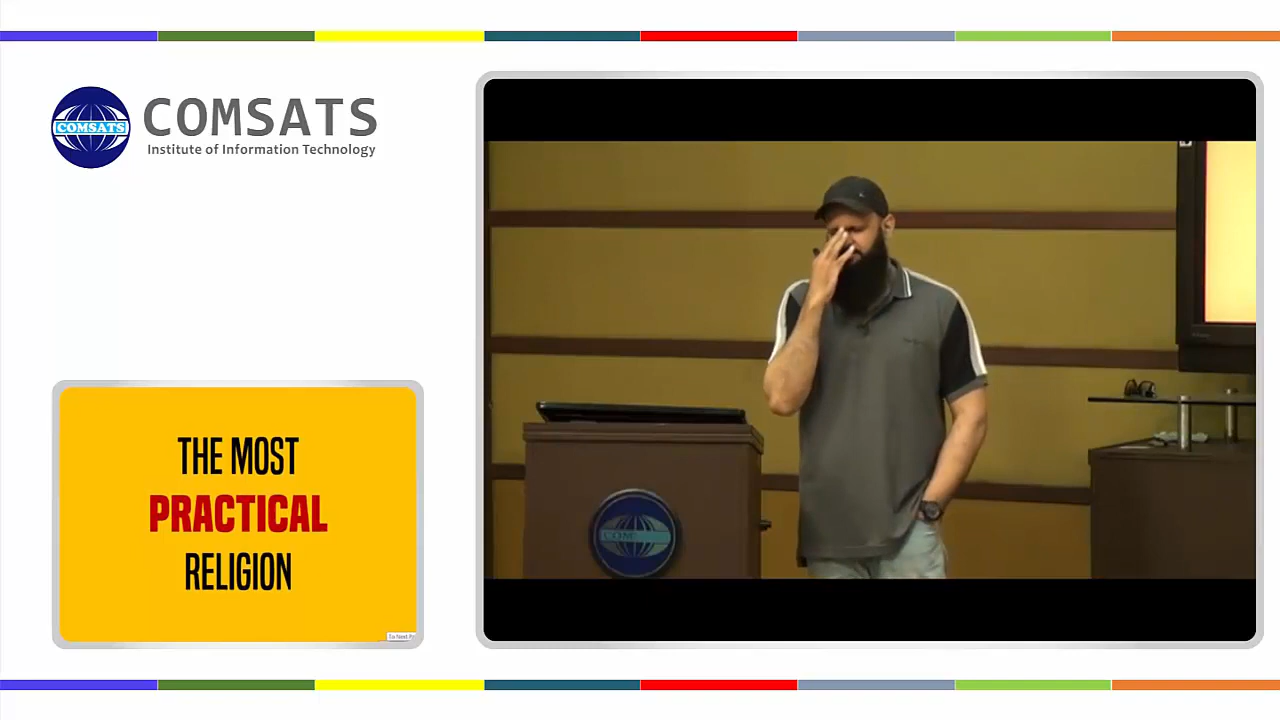 COMSATS
COMSATS
Institute of Information Technology
THE MOST
PRACTICAL
RELIGION